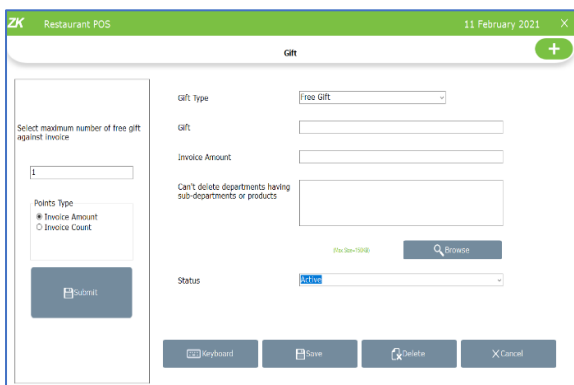 ZK Restaurant POS 11 February 2021 X
Gift
+
Select maximum number of free gift
against invoice
1
Points Type
Invoice Amount
Invoice Count
Submit
Gift Type Free Gift
Gift
Invoice Amount
Can't delete departments having
sub-departments or products
Browse
Status Active
Keyboard Save Delete Cancel